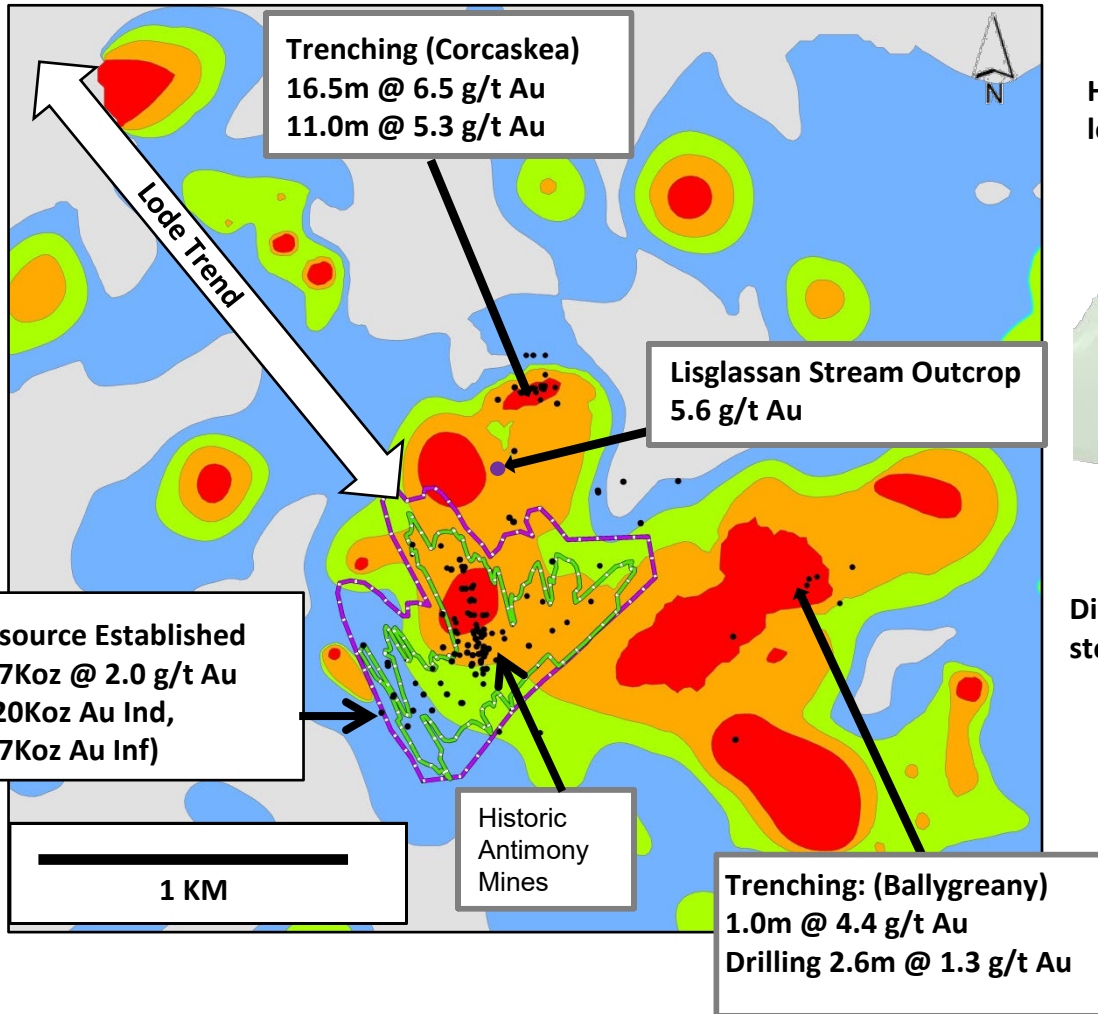 Trenching (Corcaskea)
16.5m @ 6.5 g/t Au
11.0m @ 5.3 g/t Au
N
Lode Trend
Lisglassan Stream Outcrop
5.6 g/t Au
source Established
7Koz @ 2.0 g/t Au
20Koz Au Ind,
7Koz Au Inf)
Historic
Antimony
Mines
1 KM
Trenching: (Ballygreany)
1.0m @ 4.4 g/t Au
Drilling 2.6m @ 1.3 g/t Au
H
Di